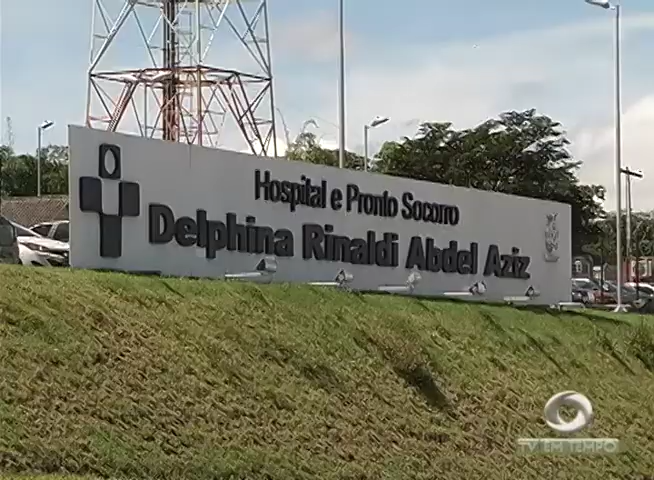 Hospital e Pronto Socorro
Delphina Rinaldi Abdel Aziz
TV EM TEMPO